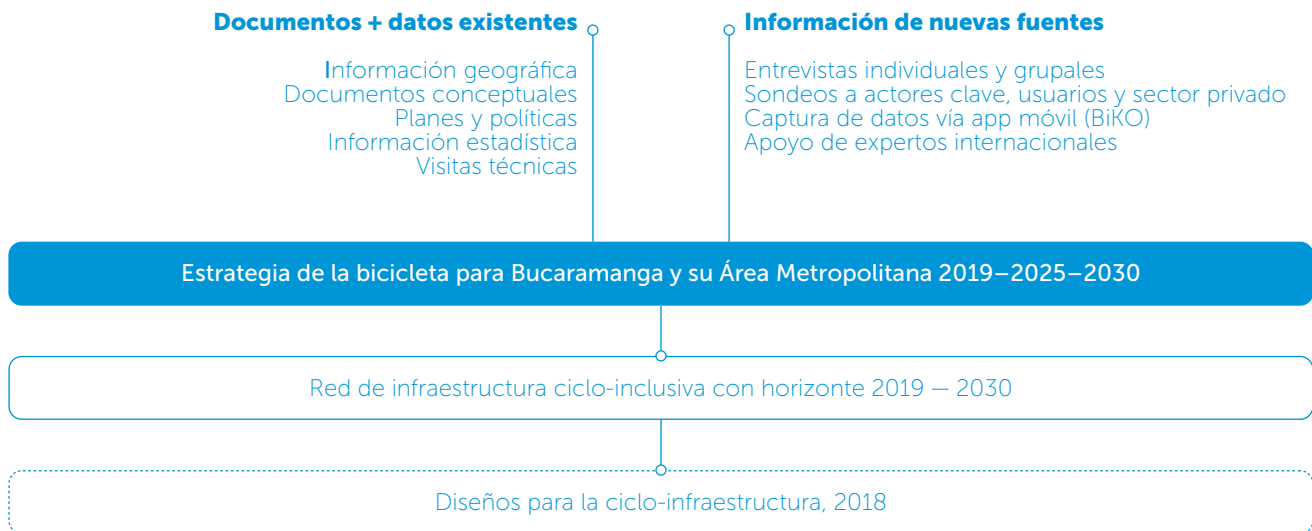 Documentos + datos existentes
Información geográfica
Documentos conceptuales
Planes y políticas
Información estadística
Visitas técnicas
Información de nuevas fuentes
Entrevistas individuales y grupales
Sondeos a actores clave, usuarios y sector privado
Captura de datos vía app móvil (BiKO)
Apoyo de expertos internacionales
Estrategia de la bicicleta para Bucaramanga y su Área Metropolitana 2019–2025–2030
Red de infraestructura ciclo-inclusiva con horizonte 2019 — 2030
Diseños para la ciclo-infraestructura, 2018